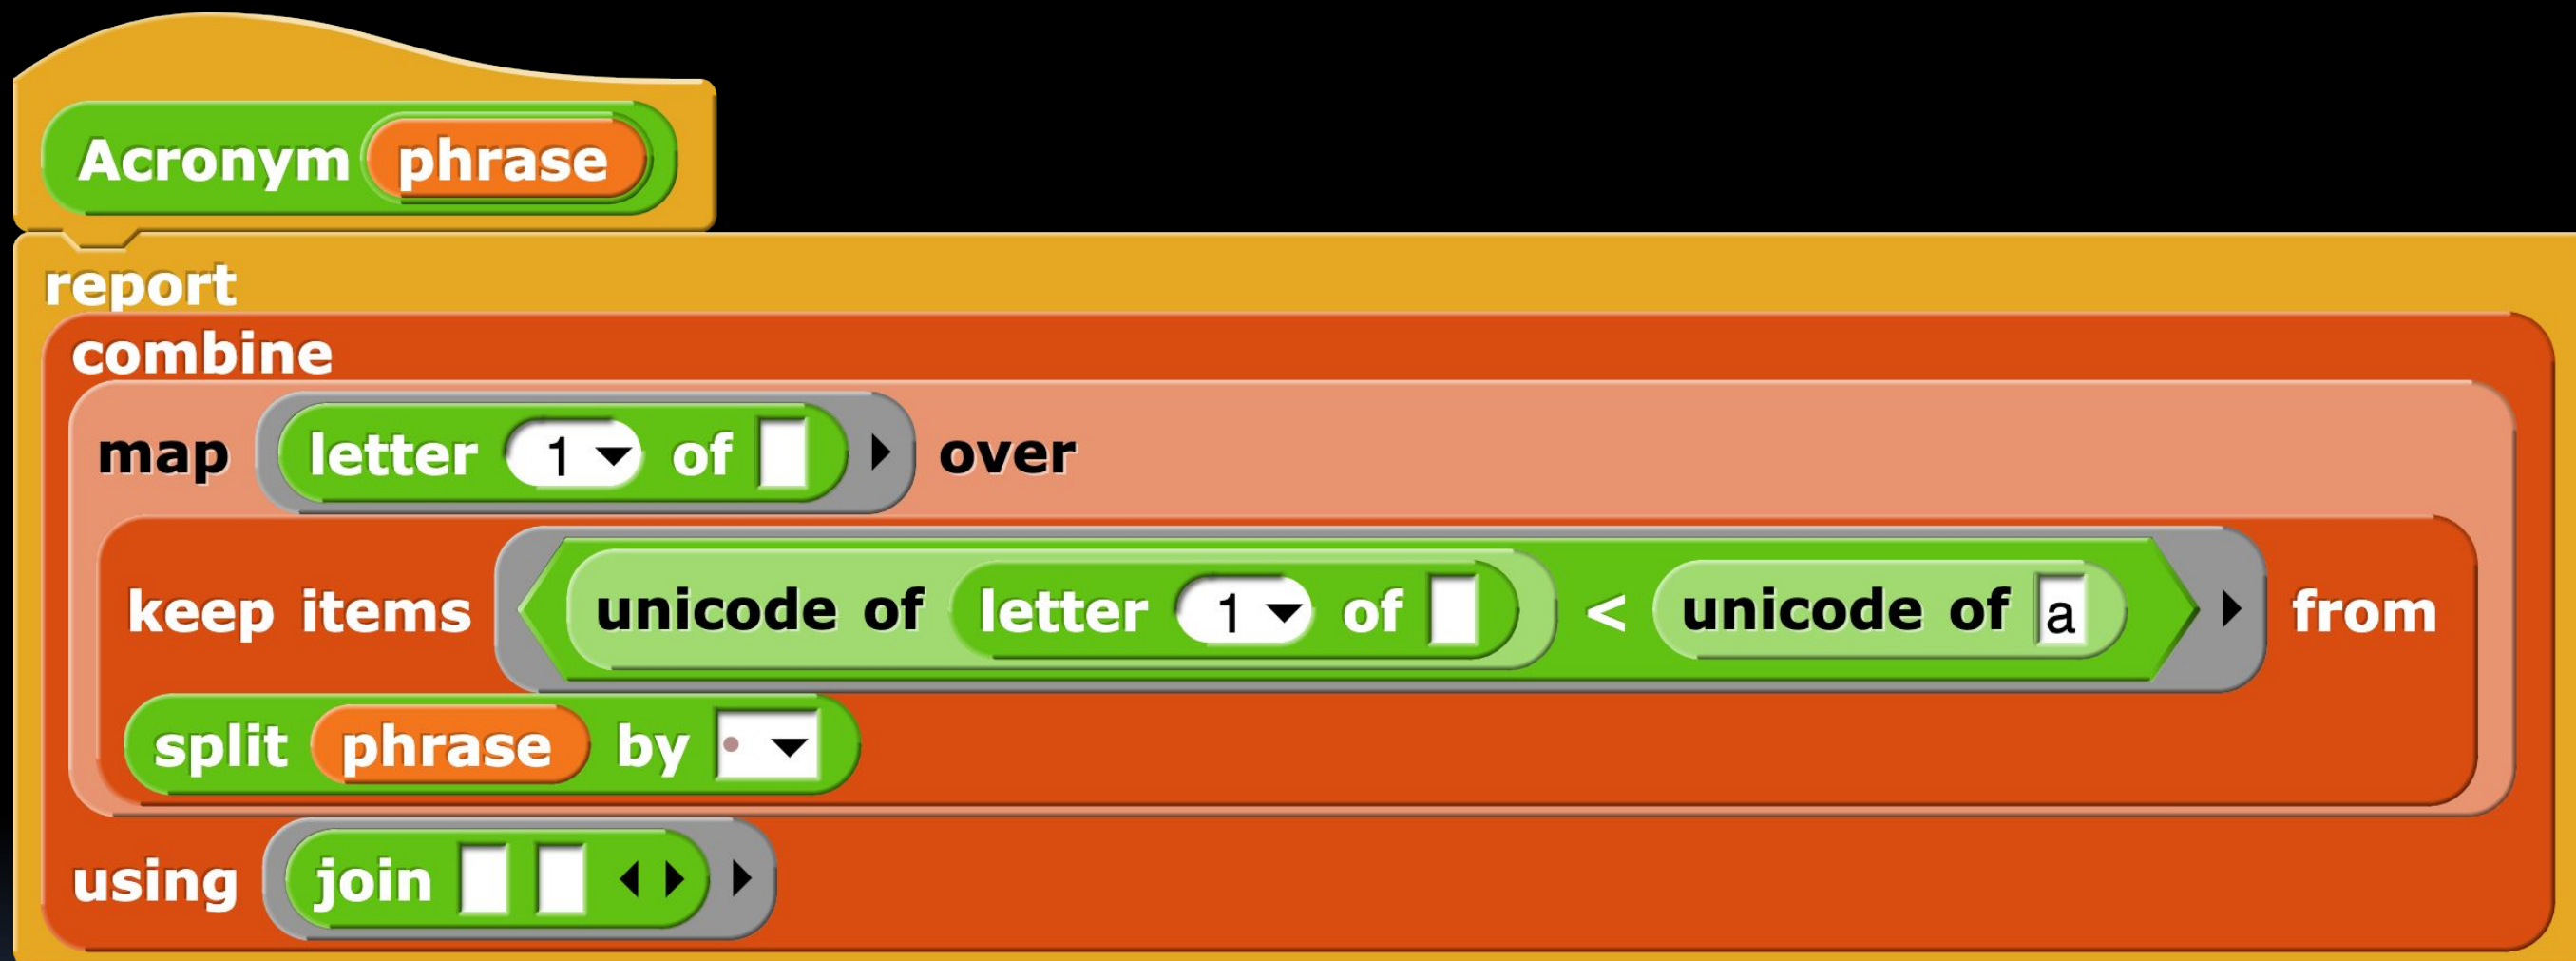 Acronym phrase
report
combine
map letter 1 of over
keep items unicode of letter 1 of < unicode of a from
split phrase by
using join